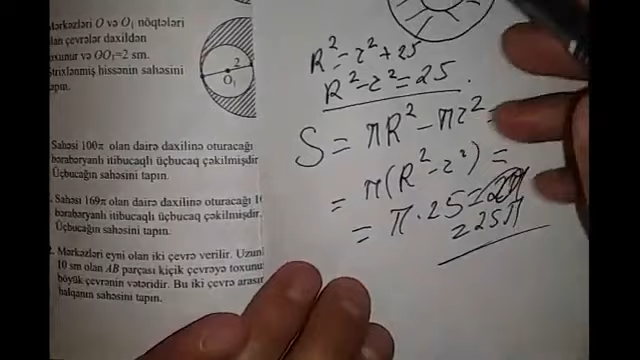 Mərkəzləri O və O₁ nöqtələri
olan çevrələr daxildən
toxunur və OO₁=2 sm.
Ştrixlənmiş hissənin sahəsini
tapın.
2
O₁
Sahəsi 100π olan dairə daxilinə oturacağı
bərabəryanlı itibucaqlı üçbucaq çəkilmişdir
Üçbucağın sahəsini tapın.
Sahəsi 169π olan dairə daxilinə oturacağı 1
bərabəryanlı itibucaqlı üçbucaq çəkilmişdir.
Üçbucağın sahəsini tapın.
2. Mərkəzləri eyni olan iki çevrə verilir. Uzunl
10 sm olan AB parçası kiçik çevrəyə toxunu
böyük çevrənin vətəridir. Bu iki çevrə arası
halqanın sahəsini tapın.
R²=r²+25
R²-r²=25.
S=πR²-πr²=
=π(R²-r²)=
=π·25=
=25π